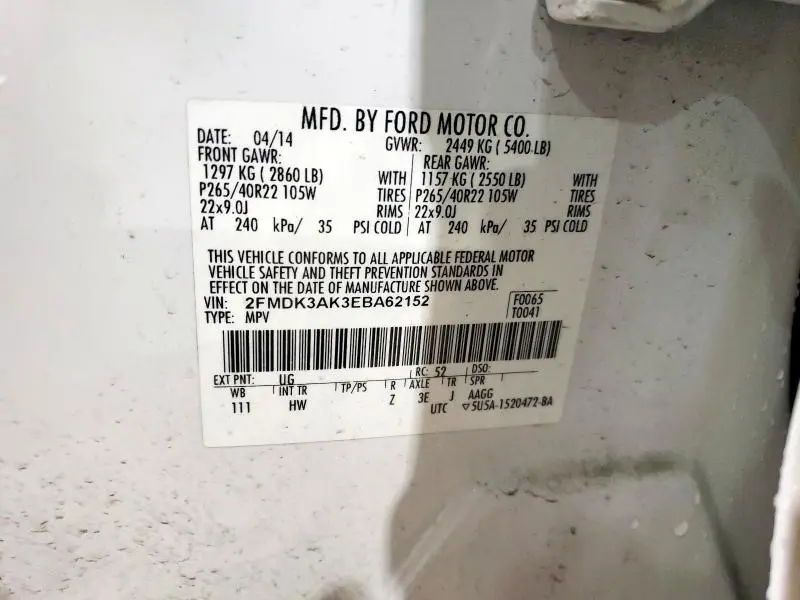 MFD. BY FORD MOTOR CO.
DATE: 04/14 GVWR: 2449 KG ( 5400 LB)
FRONT GAWR: REAR GAWR:
1297 KG ( 2860 LB) WITH 1157 KG ( 2550 LB) WITH
P265/40R22 105W TIRES P265/40R22 105W TIRES
22x9.0J RIMS 22x9.0J RIMS
AT 240 kPa/ 35 PSI COLD AT 240 kPa/ 35 PSI COLD
THIS VEHICLE CONFORMS TO ALL APPLICABLE FEDERAL MOTOR
VEHICLE SAFETY AND THEFT PREVENTION STANDARDS IN
EFFECT ON THE DATE OF MANUFACTURE SHOWN ABOVE.
VIN: 2FMDK3AK3EBA62152 F0065
TYPE: MPV T0041
RC: 52 DSO:
EXT PNT: UG
WB INT TR TP/PS R AXLE TR SPR
111 HW Z 3E J AAGG
UTC ▽5U5A-1520472-BA